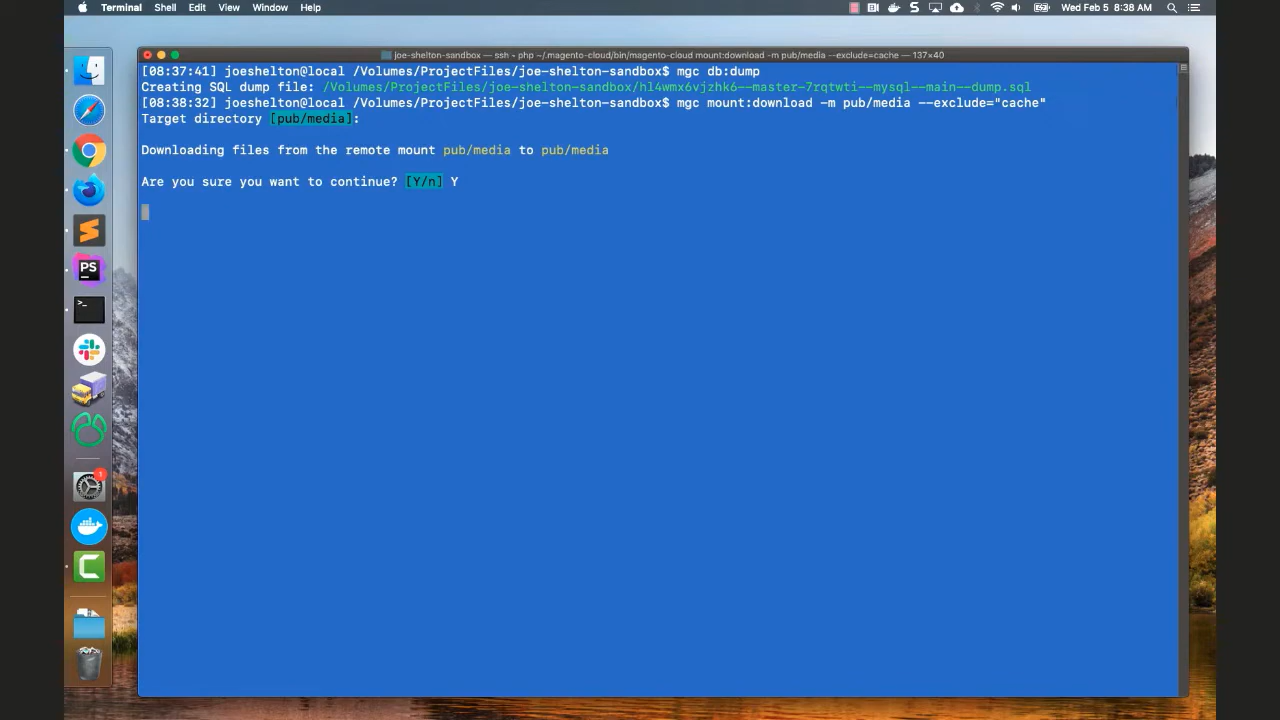 Terminal Shell Edit View Window Help
Wed Feb 5 8:38 AM
joe-shelton-sandbox — ssh • php ~/.magento-cloud/bin/magento-cloud mount:download -m pub/media --exclude=cache — 137×40
[08:37:41] joeshelton@local /Volumes/ProjectFiles/joe-shelton-sandbox$ mgc db:dump
Creating SQL dump file: /Volumes/ProjectFiles/joe-shelton-sandbox/hl4wmx6vjzhk6--master-7rqtwti--mysql--main--dump.sql
[08:38:32] joeshelton@local /Volumes/ProjectFiles/joe-shelton-sandbox$ mgc mount:download -m pub/media --exclude="cache"
Target directory [pub/media]:
Downloading files from the remote mount pub/media to pub/media
Are you sure you want to continue? [Y/n] Y
PS
>_
1
C